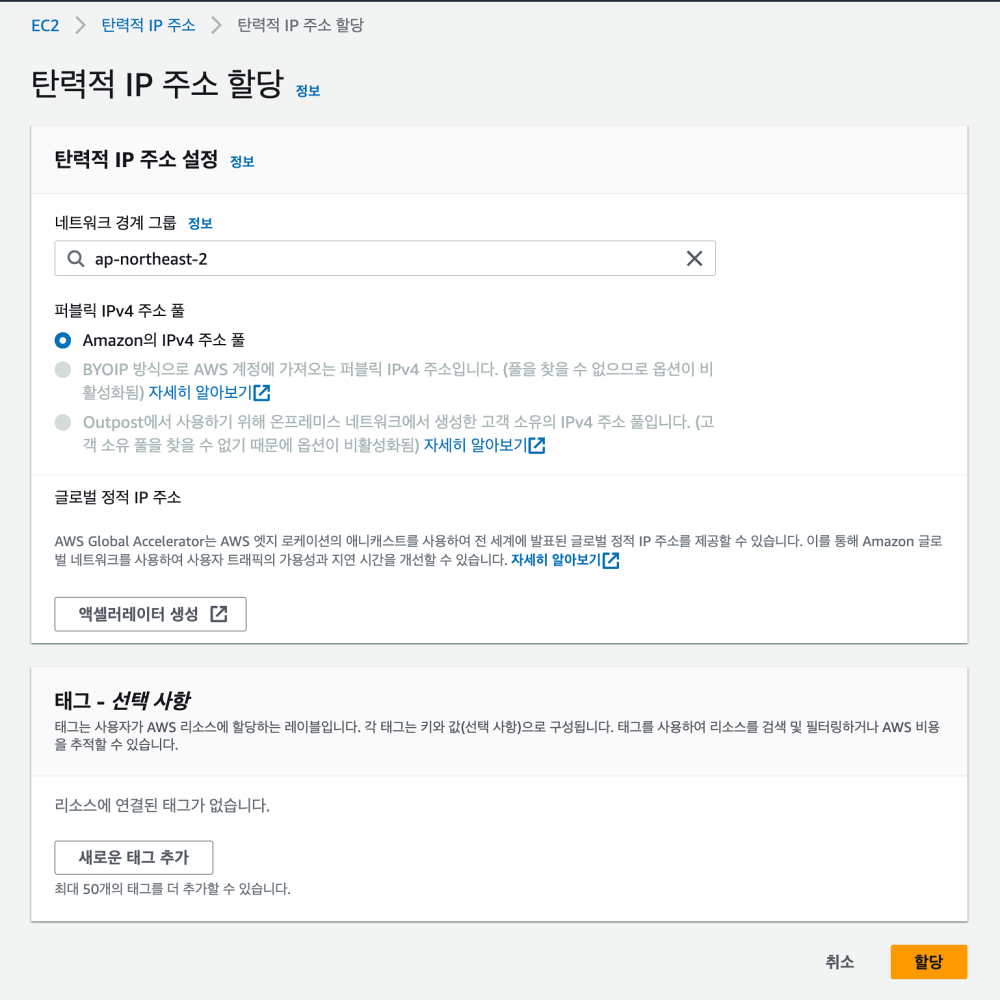 EC2 > 탄력적 IP 주소 > 탄력적 IP 주소 할당
탄력적 IP 주소 할당 정보
탄력적 IP 주소 설정 정보
네트워크 경계 그룹 정보
ap-northeast-2
퍼블릭 IPv4 주소 풀
Amazon의 IPv4 주소 풀
BYOIP 방식으로 AWS 계정에 가져오는 퍼블릭 IPv4 주소입니다. (풀을 찾을 수 없으므로 옵션이 비
활성화됨) 자세히 알아보기
Outpost에서 사용하기 위해 온프레미스 네트워크에서 생성한 고객 소유의 IPv4 주소 풀입니다. (고
객 소유 풀을 찾을 수 없기 때문에 옵션이 비활성화됨) 자세히 알아보기
글로벌 정적 IP 주소
AWS Global Accelerator는 AWS 엣지 로케이션의 애니캐스트를 사용하여 전 세계에 발표된 글로벌 정적 IP 주소를 제공할 수 있습니다. 이를 통해 Amazon 글로
벌 네트워크를 사용하여 사용자 트래픽의 가용성과 지연 시간을 개선할 수 있습니다. 자세히 알아보기
액셀러레이터 생성
태그 - 선택 사항
태그는 사용자가 AWS 리소스에 할당하는 레이블입니다. 각 태그는 키와 값(선택 사항)으로 구성됩니다. 태그를 사용하여 리소스를 검색 및 필터링하거나 AWS 비용
을 추적할 수 있습니다.
리소스에 연결된 태그가 없습니다.
새로운 태그 추가
최대 50개의 태그를 더 추가할 수 있습니다.
취소 할당